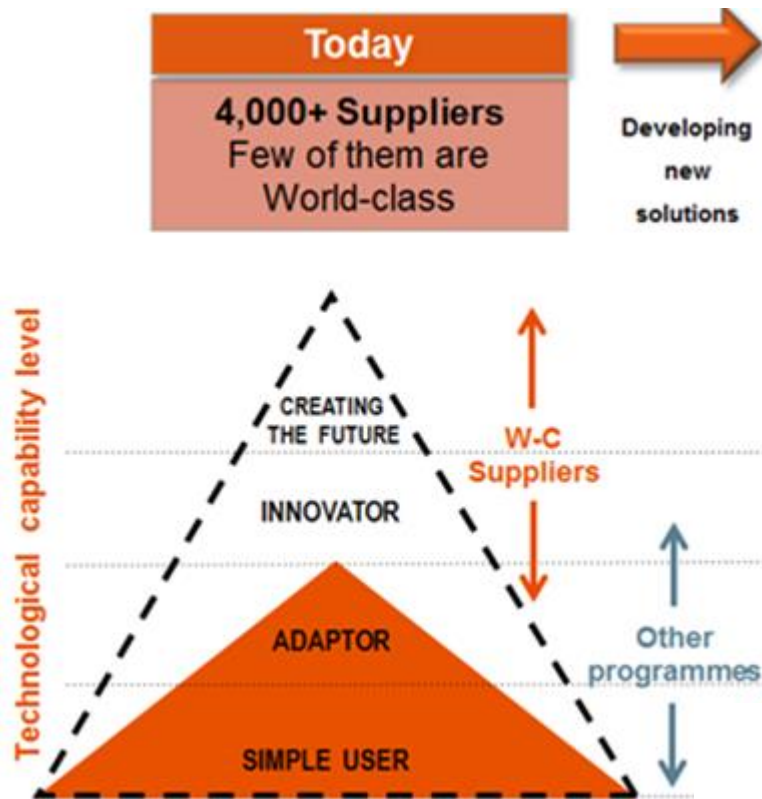 Today
4,000+ Suppliers
Few of them are
World-class
Developing
new
solutions
Technological capability level
CREATING
THE FUTURE
INNOVATOR
ADAPTOR
SIMPLE USER
W-C
Suppliers
Other
programmes